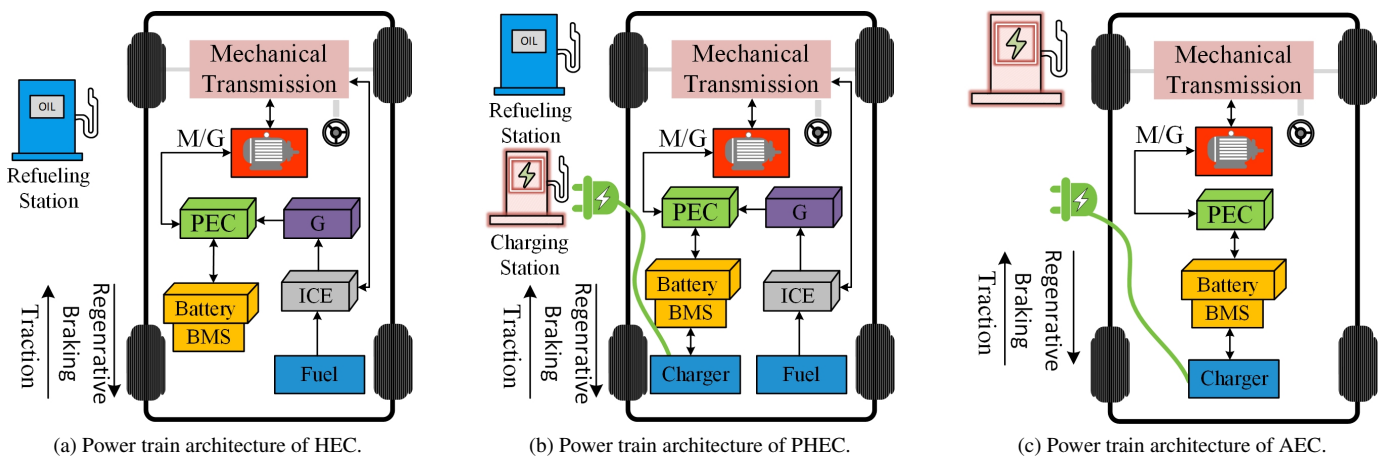 Mechanical
Transmission
OIL
Refueling
Station
M/G
PEC
G
Battery
BMS
ICE
Fuel
Traction
Braking
Regenrative
(a) Power train architecture of HEC.
OIL
Refueling
Station
Charging
Station
Mechanical
Transmission
M/G
PEC
G
Battery
BMS
ICE
Charger
Fuel
Traction
Braking
Regenrative
(b) Power train architecture of PHEC.
Mechanical
Transmission
M/G
PEC
Battery
BMS
Charger
Traction
Braking
Regenrative
(c) Power train architecture of AEC.